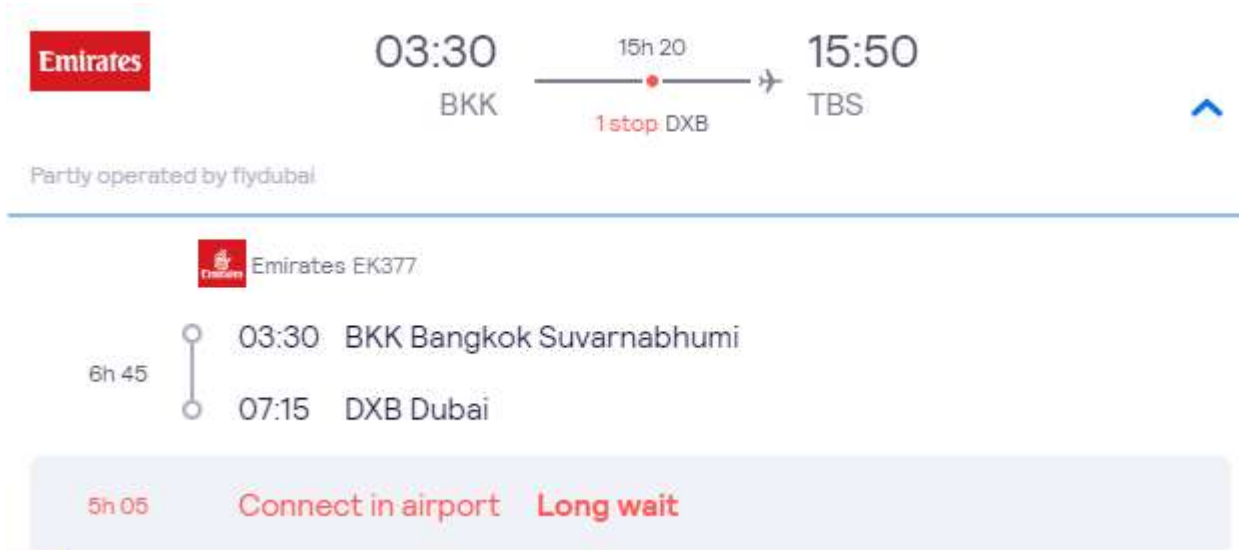 Emirates
03:30 15h 20 15:50
BKK 1 stop DXB TBS
Partly operated by flydubai
Emirates EK377
03:30 BKK Bangkok Suvarnabhumi
6h 45
07:15 DXB Dubai
5h 05 Connect in airport Long wait